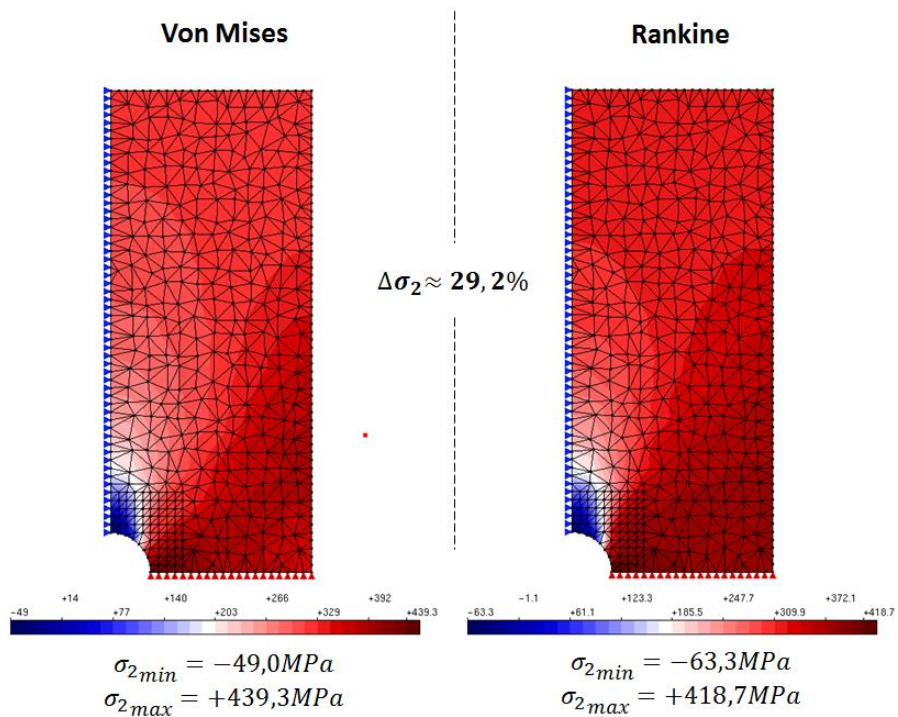 Von Mises
Rankine
Δσ₂≈ 29,2%
+14 +140 +266 +392
-49 +77 +203 +329 +439.3
σ₂min = −49,0MPa
σ₂max = +439,3MPa
-1.1 +123.3 +247.7 +372.1
-63.3 +61.1 +185.5 +309.9 +418.7
σ₂min = −63,3MPa
σ₂max = +418,7MPa